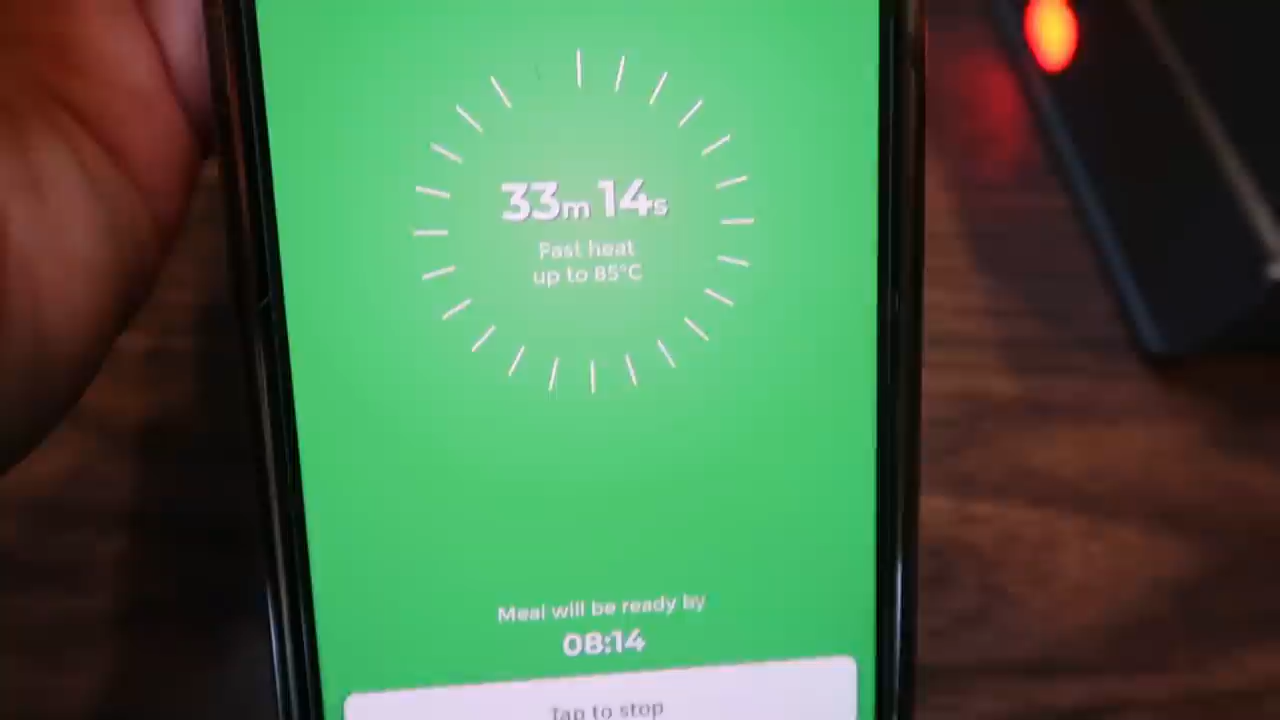 33m 14s
Fast heat
up to 85°C
Meal will be ready by
08:14
Tap to stop